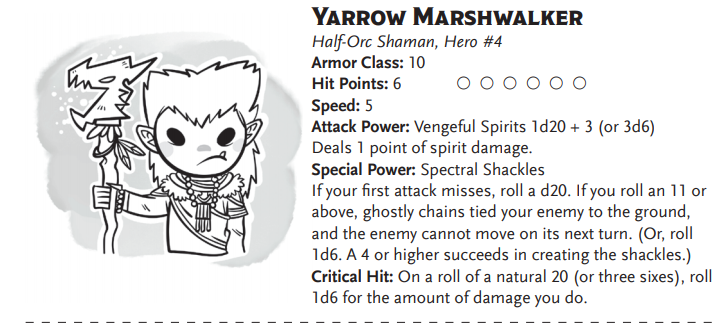 Yarrow Marshwalker
Half-Orc Shaman, Hero #4
Armor Class: 10
Hit Points: 6 ○ ○ ○ ○ ○ ○
Speed: 5
Attack Power: Vengeful Spirits 1d20 + 3 (or 3d6)
Deals 1 point of spirit damage.
Special Power: Spectral Shackles
If your first attack misses, roll a d20. If you roll an 11 or
above, ghostly chains tied your enemy to the ground,
and the enemy cannot move on its next turn. (Or, roll
1d6. A 4 or higher succeeds in creating the shackles.)
Critical Hit: On a roll of a natural 20 (or three sixes), roll
1d6 for the amount of damage you do.